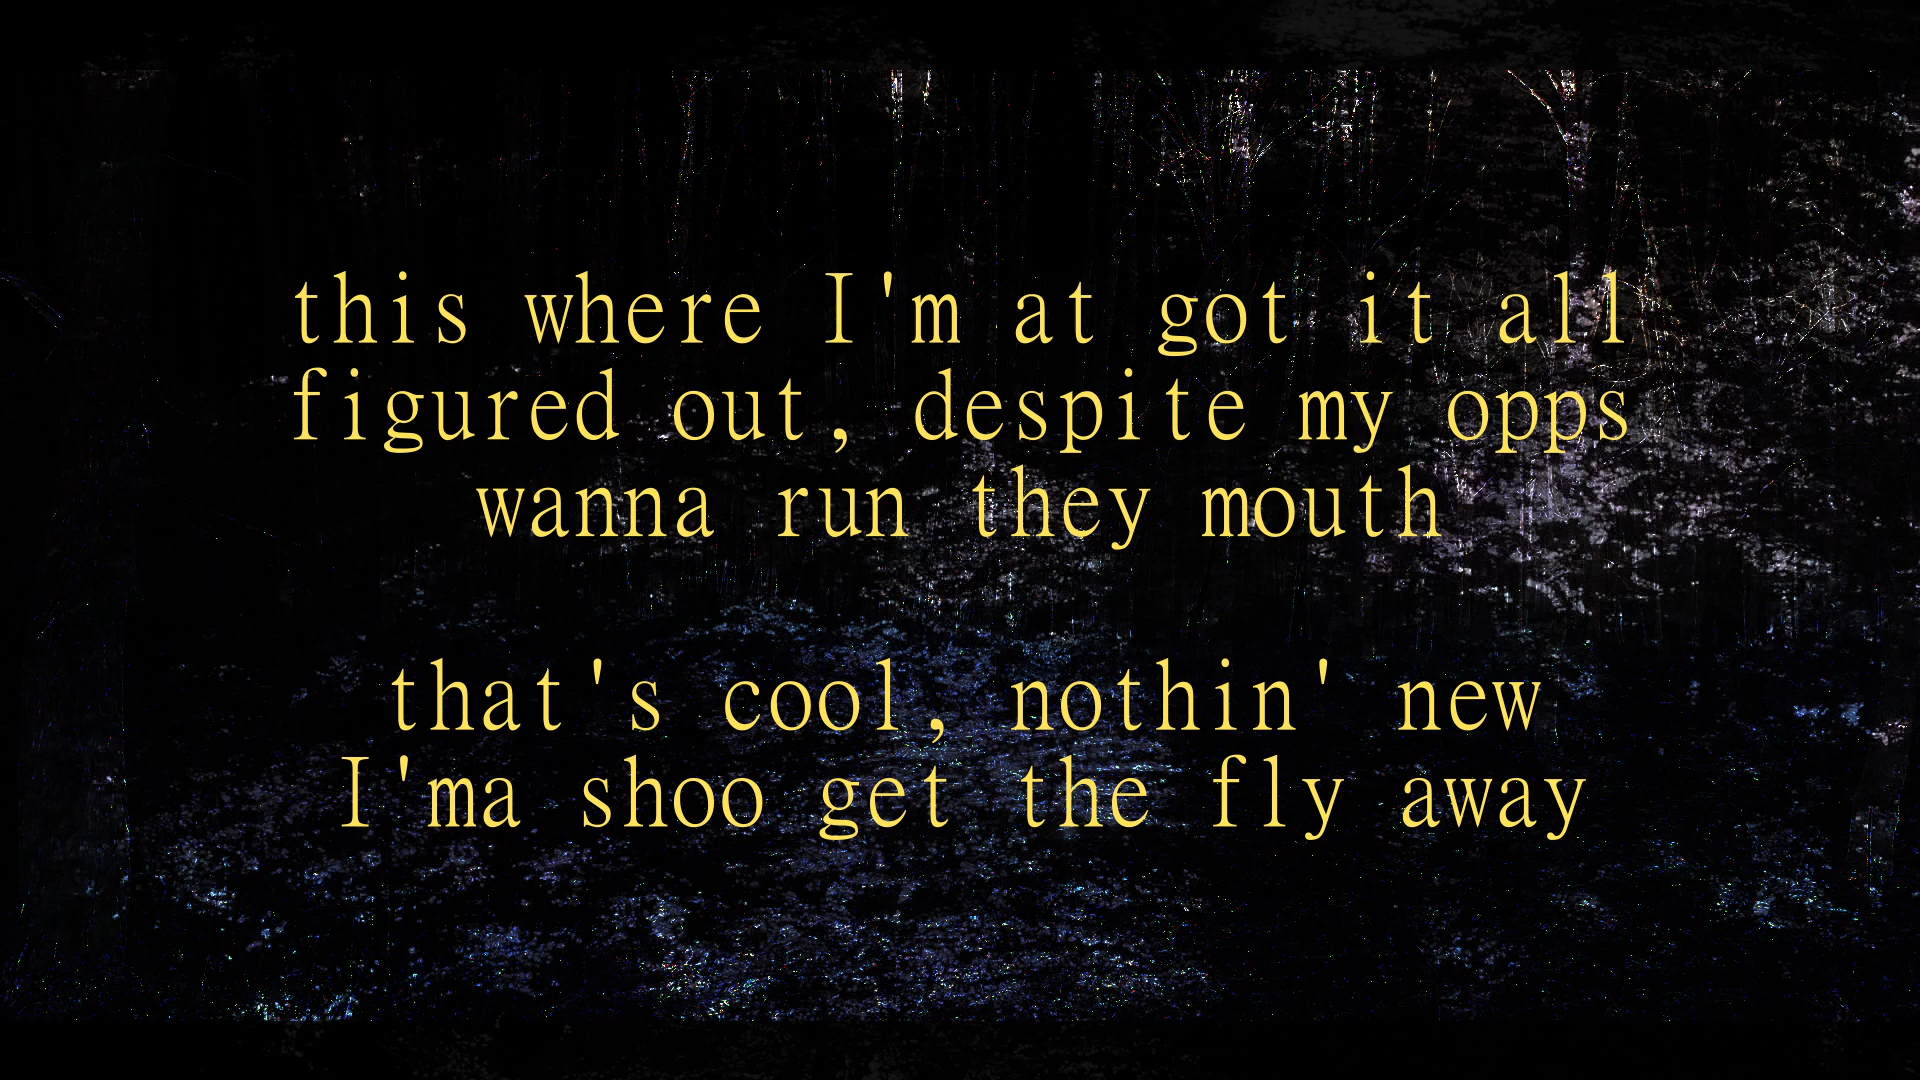 this where I'm at got it all
figured out, despite my opps
wanna run they mouth
that's cool, nothin' new
I'ma shoo get the fly away